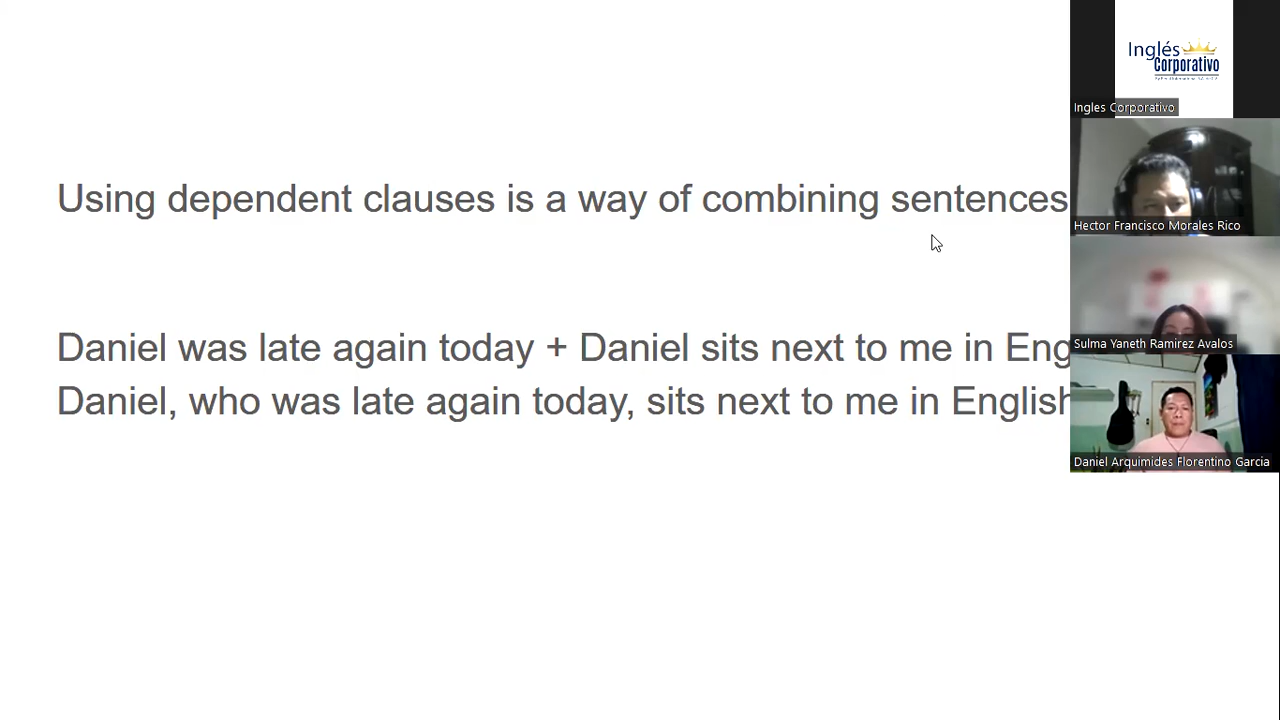 Using dependent clauses is a way of combining sentences
Daniel was late again today + Daniel sits next to me in Eng
Daniel, who was late again today, sits next to me in English
Inglés
Corporativo
Ingles Corporativo
Hector Francisco Morales Rico
Sulma Yaneth Ramirez Avalos
Daniel Arquimides Florentino Garcia